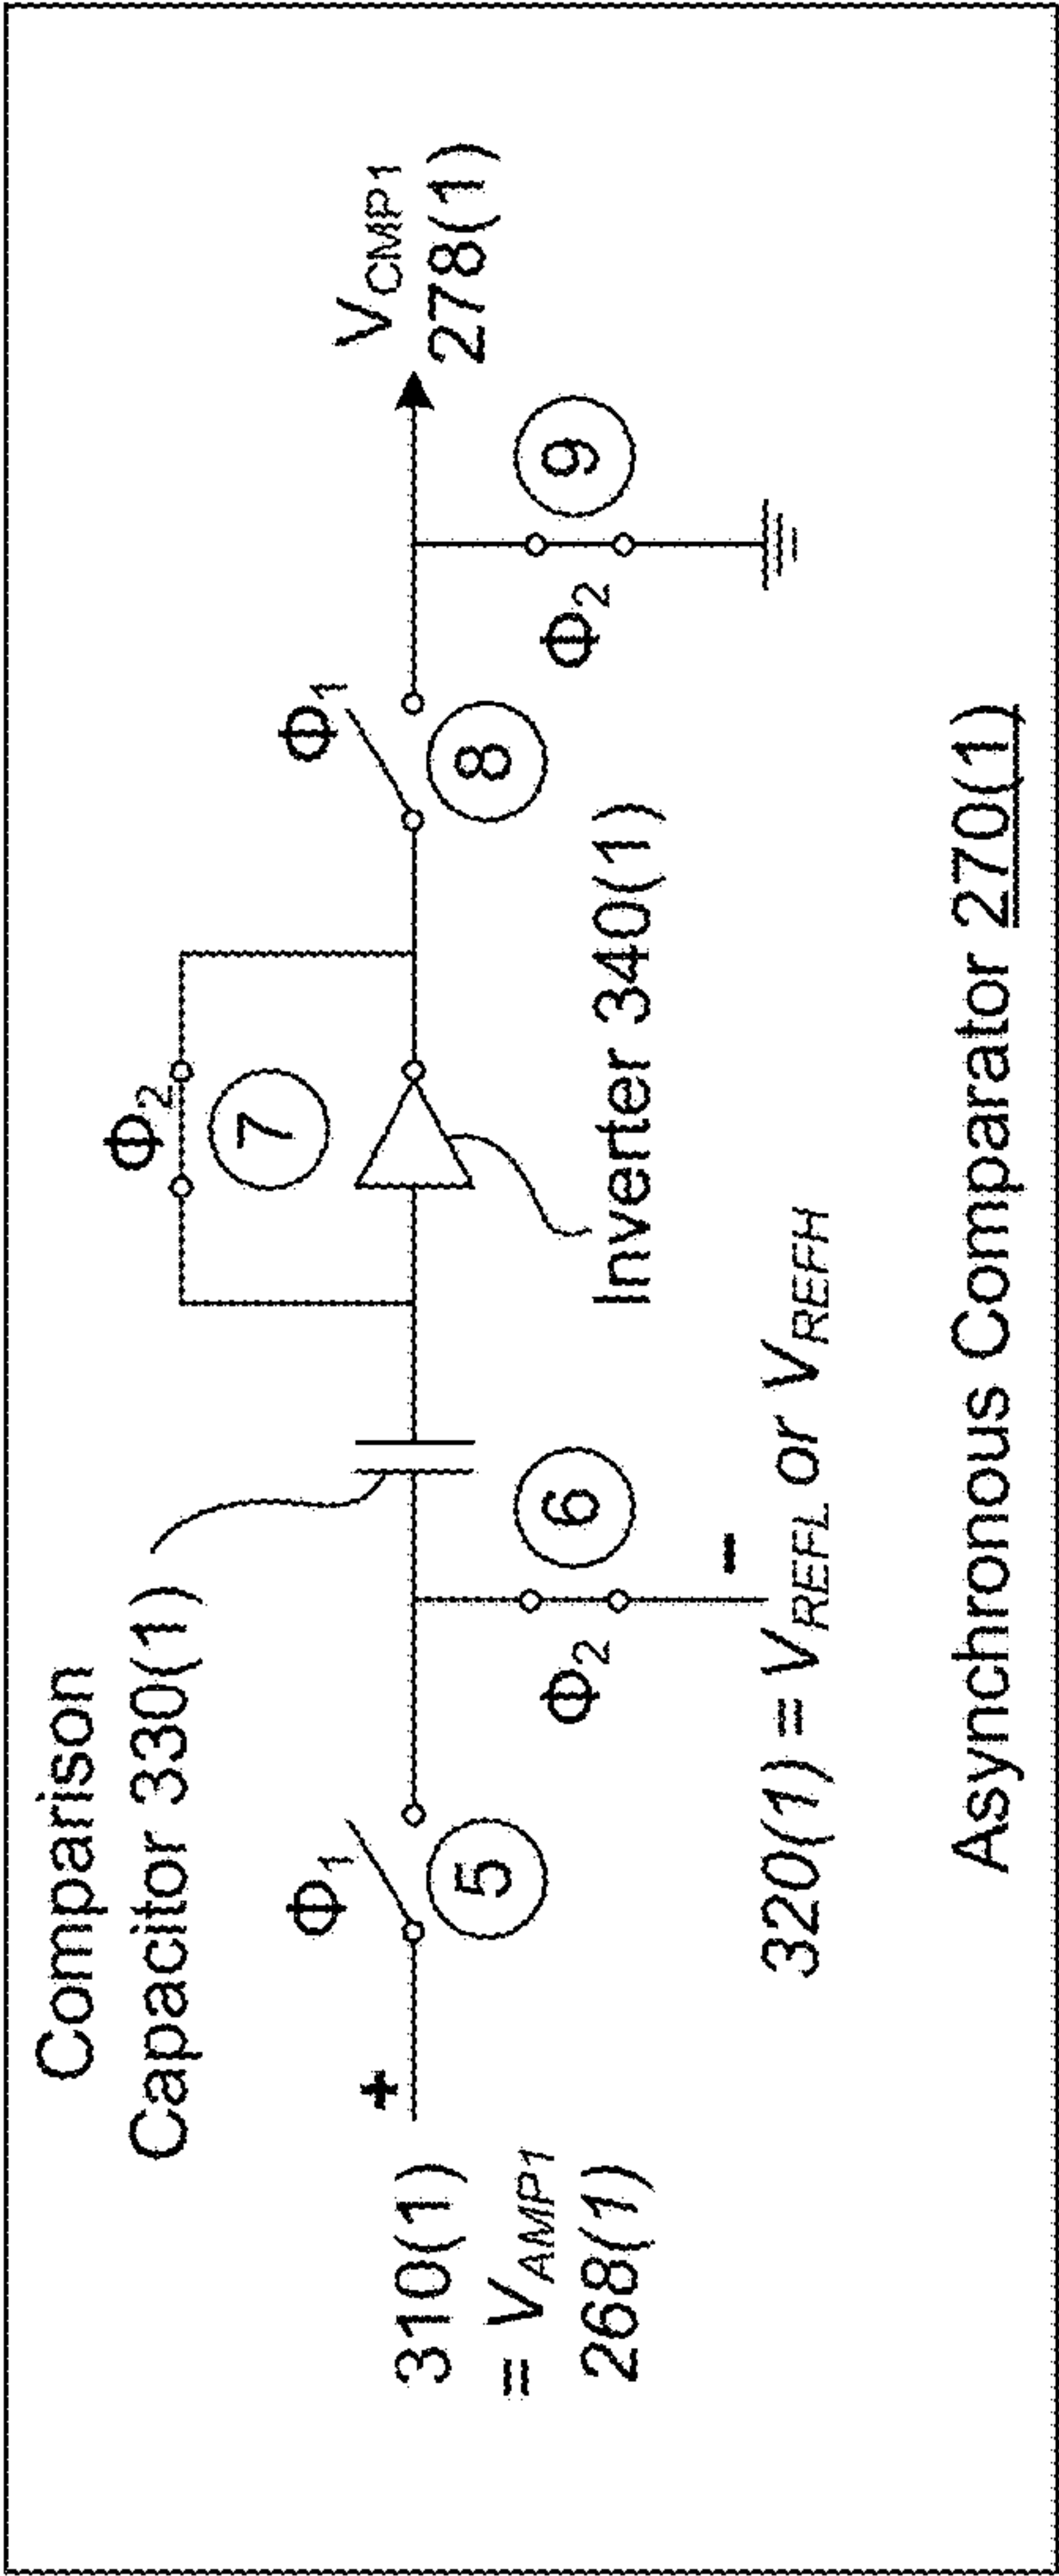 Comparison
Capacitor 330(1)
310(1)
= VAMP1
268(1)
+
Φ1
5
Φ2
6
-
320(1) = VREFL or VREFH
Φ2
7
Inverter 340(1)
Φ1
8
Φ2
9
VCMP1
278(1)
Asynchronous Comparator 270(1)